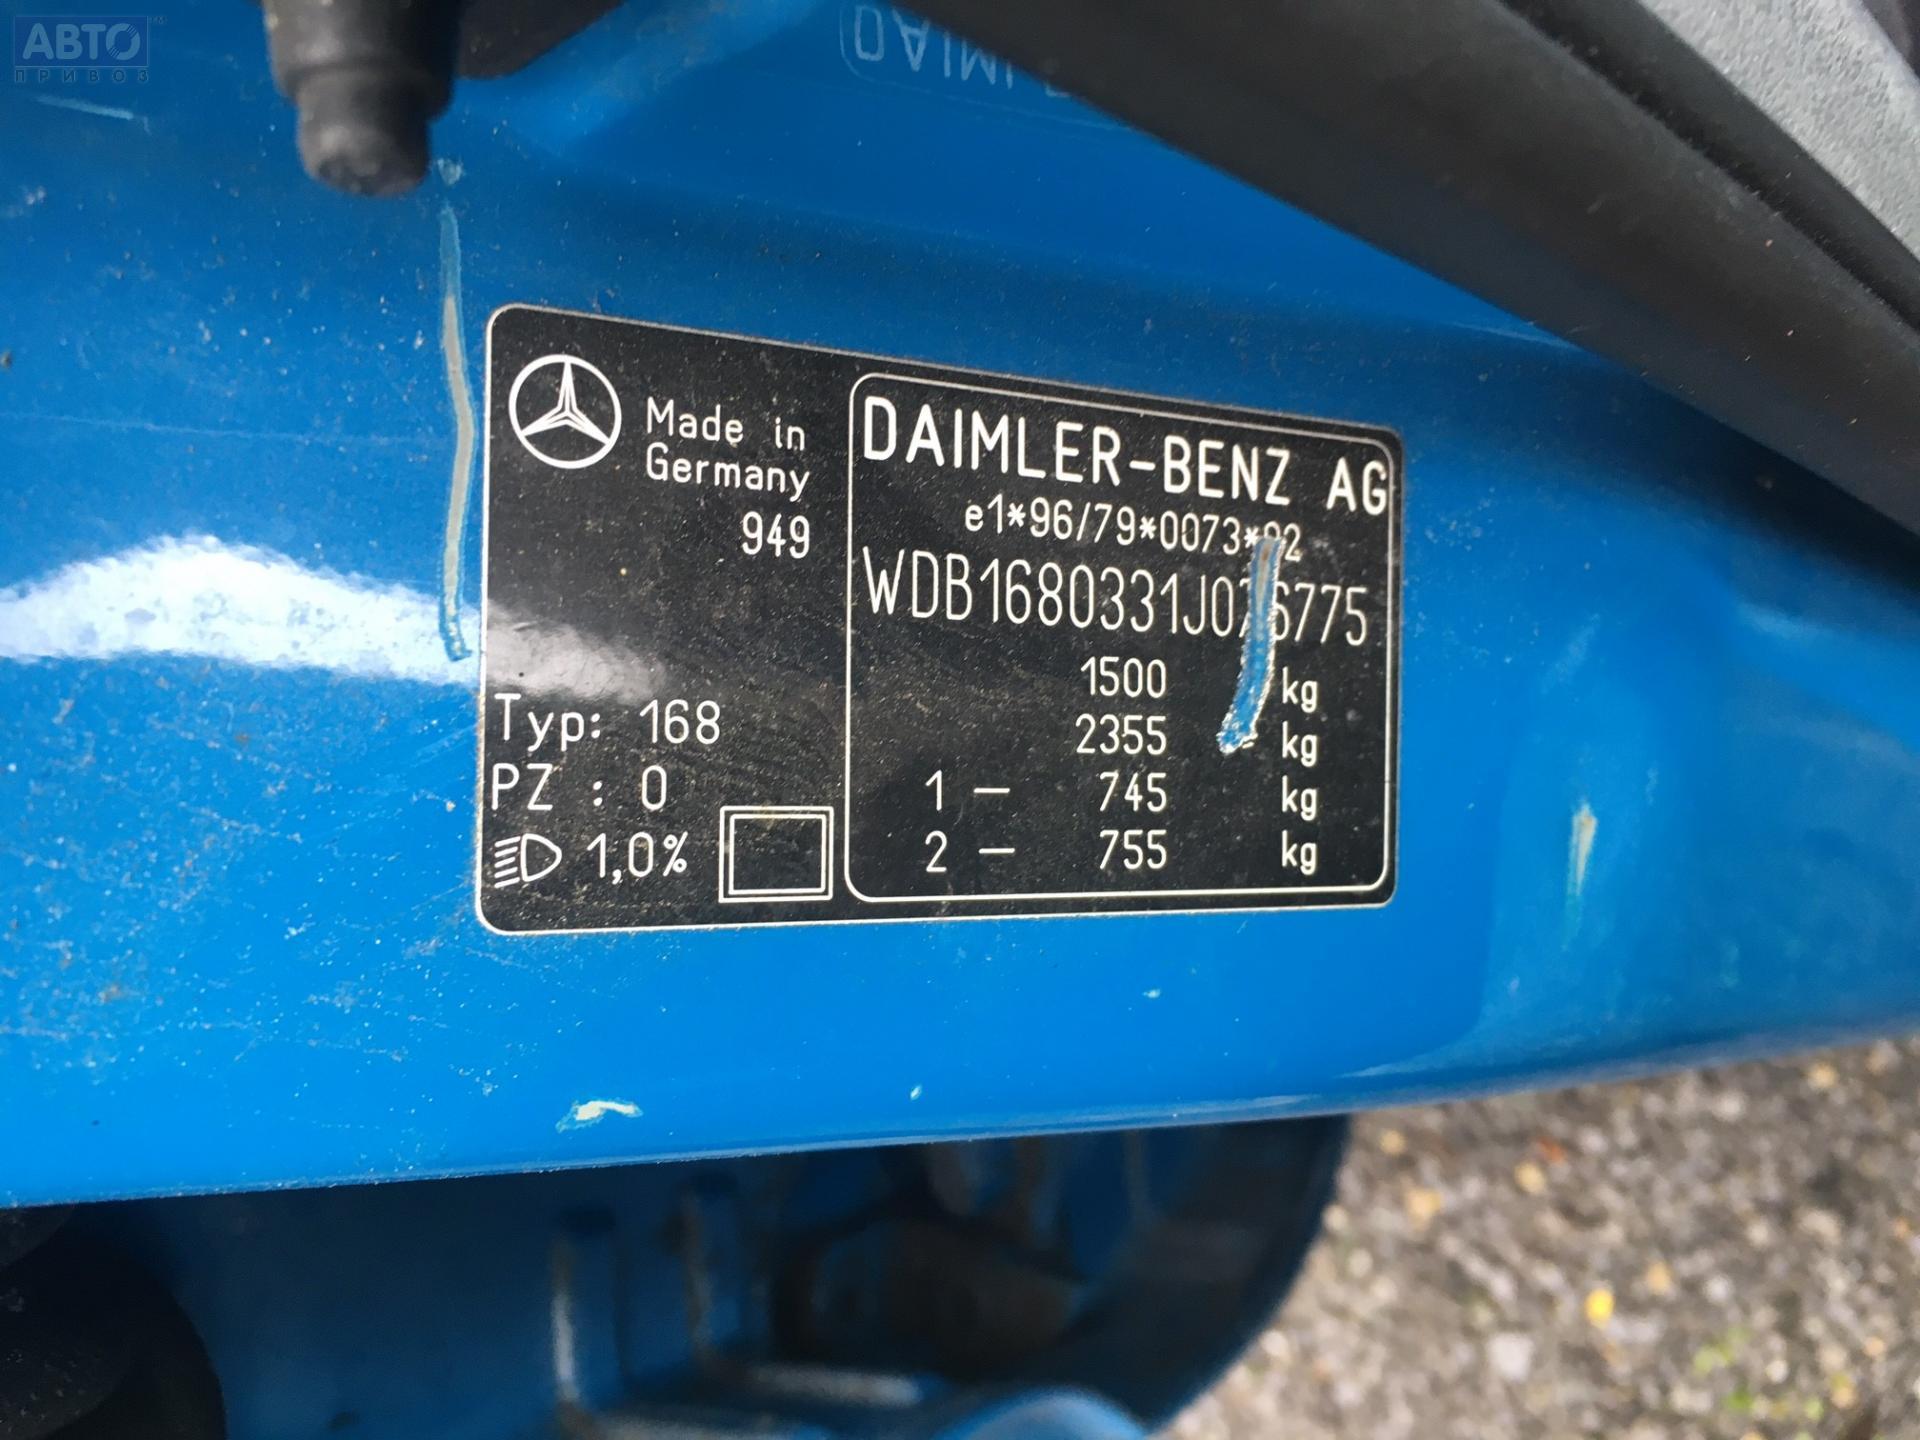 АВТО™
ПРИВОЗ
Made in
Germany
949
Typ: 168
PZ : 0
1,0%
DAIMLER-BENZ AG
1500 kg
2355 kg
1 – 745 kg
2 – 755 kg